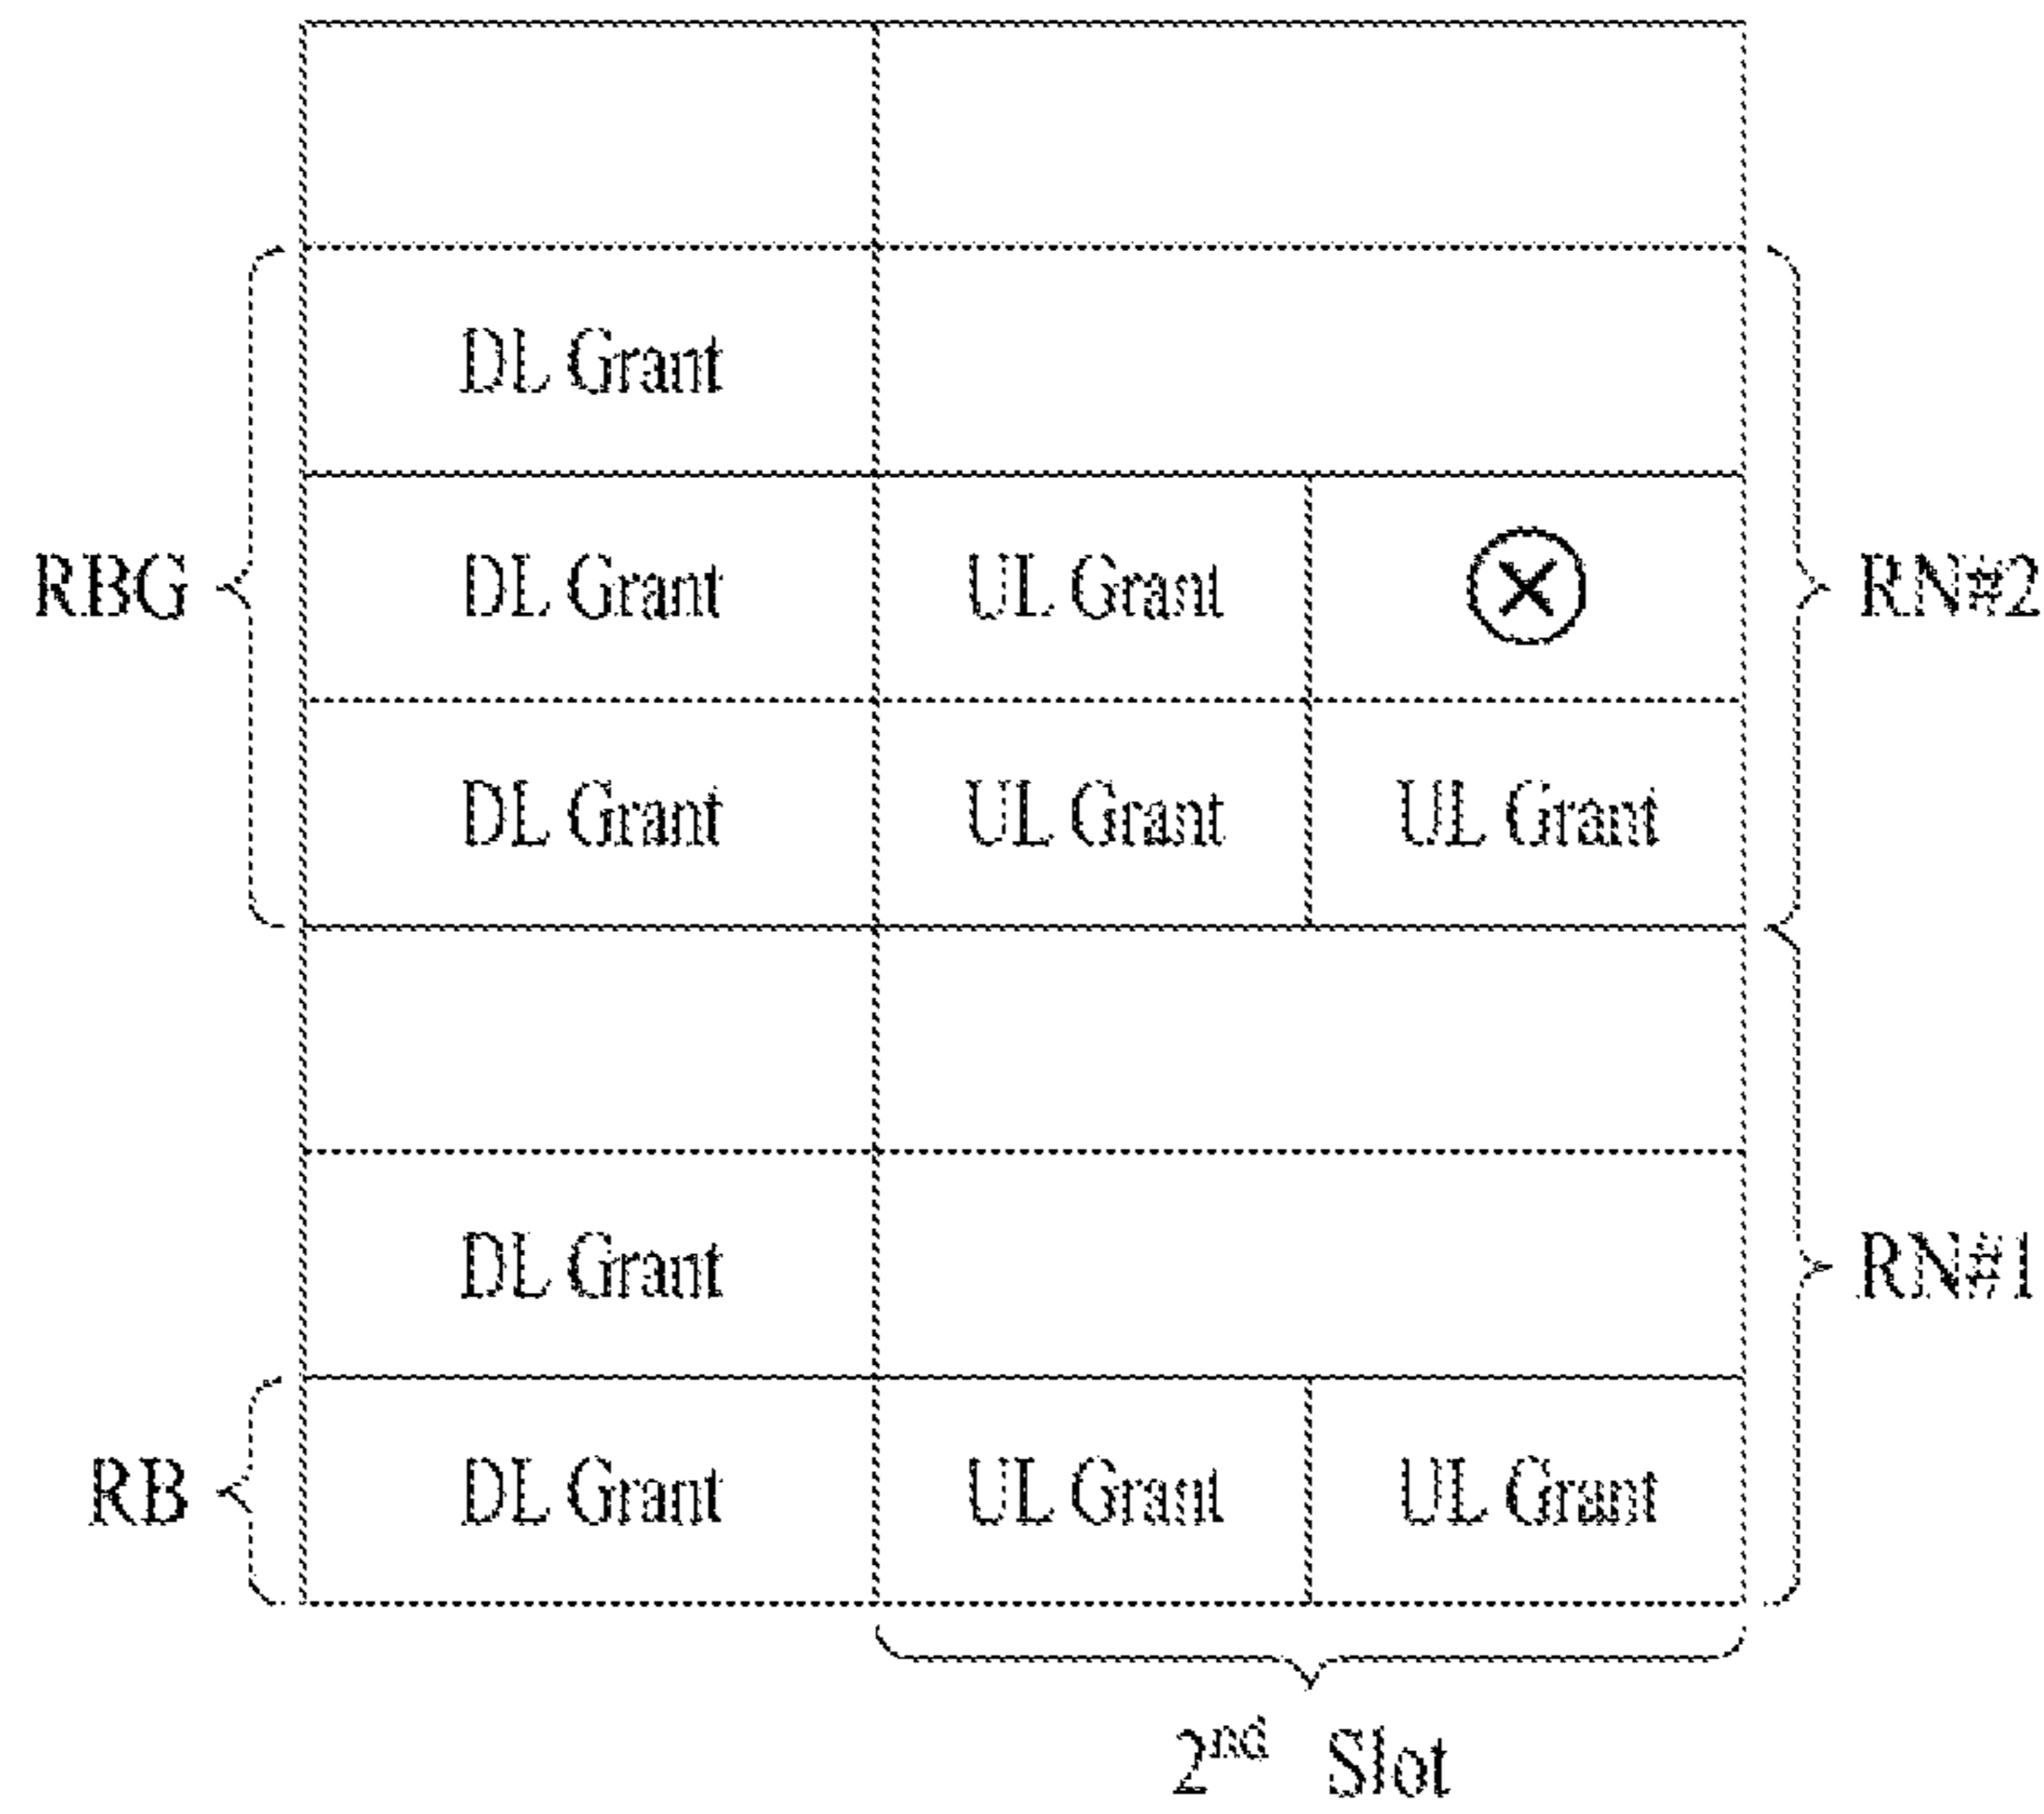 DL Grant
RBG DL Grant UL Grant RN#2
DL Grant UL Grant UL Grant
DL Grant RN#1
RB DL Grant UL Grant UL Grant
2nd Slot